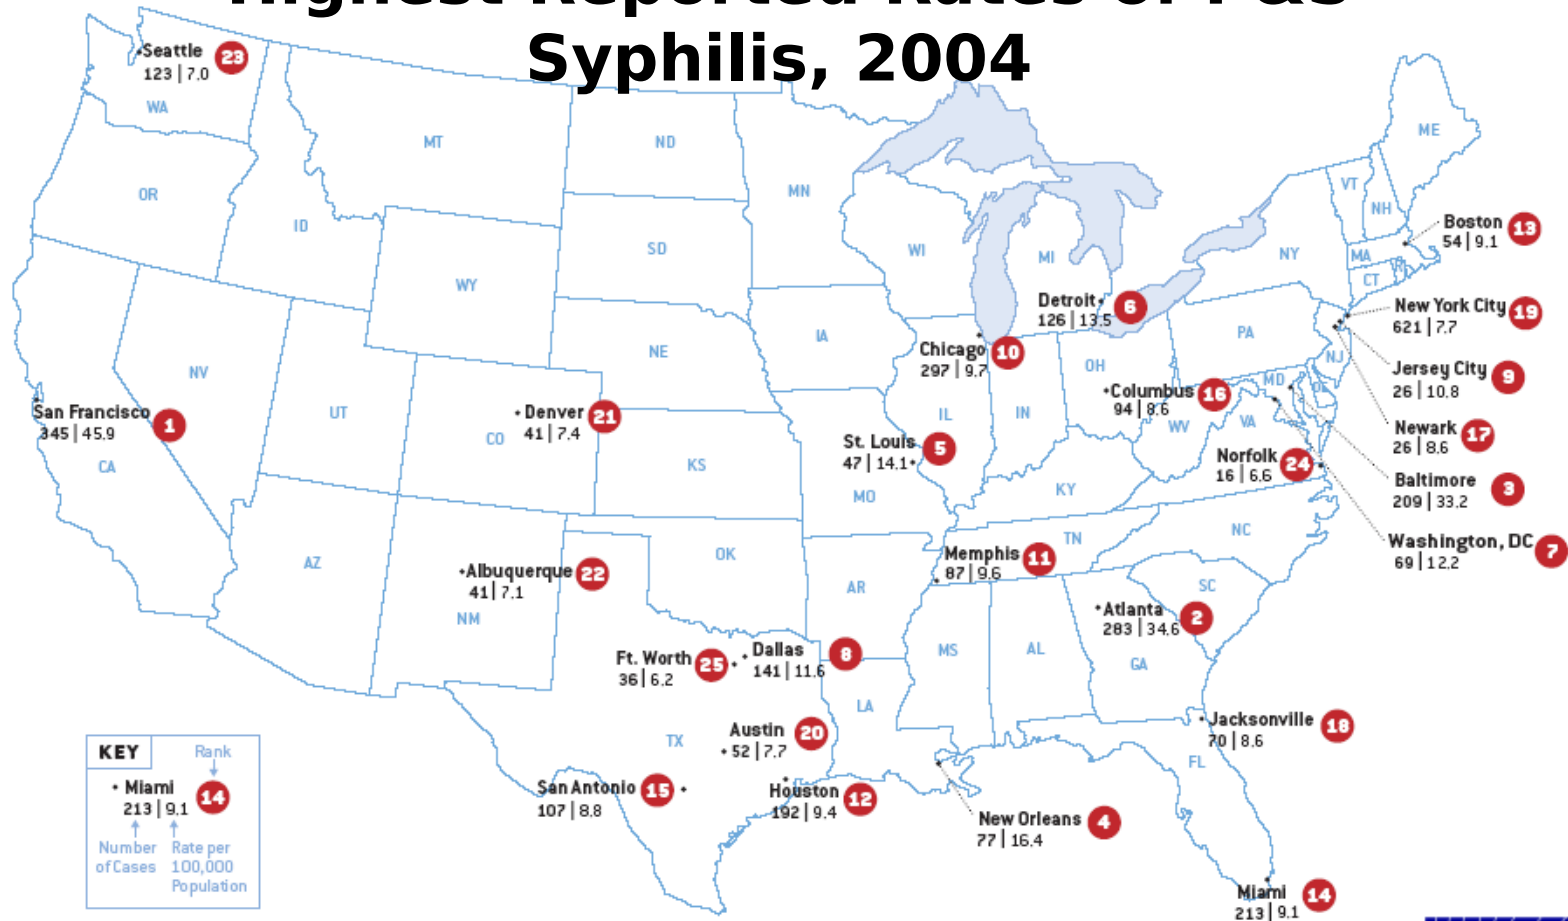 Highest Reported Rates of P&S
Syphilis, 2004
Seattle 23
123 | 7.0
WA
MT
ND
MN
OR
ID
SD
WI
MI
WY
IA
NE
NV
UT
CO
KS
CA
AZ
NM
OK
TX
MO
IL
IN
OH
KY
TN
AR
LA
MS
AL
GA
FL
SC
NC
VA
WV
MD
DE
PA
NJ
NY
CT
RI
MA
VT
NH
ME
Boston 13
54 | 9.1
New York City 19
621 | 7.7
Jersey City 9
26 | 10.8
Newark 17
26 | 8.6
Baltimore 3
209 | 33.2
Washington, DC 7
69 | 12.2
Detroit 6
126 | 13.5
Chicago 10
297 | 9.7
Columbus 16
94 | 8.6
St. Louis 5
47 | 14.1
Norfolk 24
16 | 6.6
San Francisco 1
345 | 45.9
Denver 21
41 | 7.4
Albuquerque 22
41 | 7.1
Memphis 11
87 | 9.6
Atlanta 2
283 | 34.6
Ft. Worth 25
36 | 6.2
Dallas 8
141 | 11.6
Austin 20
52 | 7.7
San Antonio 15
107 | 8.8
Houston 12
192 | 9.4
New Orleans 4
77 | 16.4
Jacksonville 18
70 | 8.6
Miami 14
213 | 9.1
KEY
Rank
Miami 14
213 | 9.1
Number
of Cases
Rate per
100,000
Population